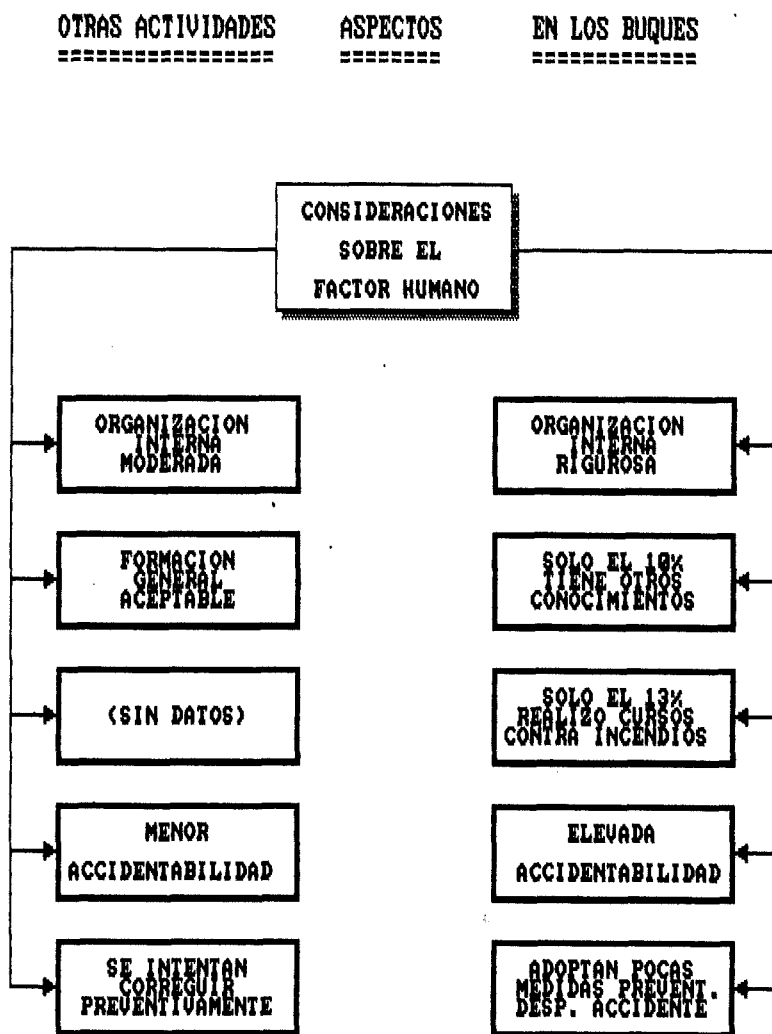 OTRAS ACTIVIDADES ASPECTOS EN LOS BUQUES
================ ======== =============
CONSIDERACIONES
SOBRE EL
FACTOR HUMANO
ORGANIZACION
INTERNA
MODERADA
ORGANIZACION
INTERNA
RIGUROSA
FORMACION
GENERAL
ACEPTABLE
SOLO EL 10%
TIENE OTROS
CONOCIMIENTOS
(SIN DATOS)
SOLO EL 13%
REALIZO CURSOS
CONTRA INCENDIOS
MENOR
ACCIDENTABILIDAD
ELEVADA
ACCIDENTABILIDAD
SE INTENTAN
CORREGUIR
PREVENTIVAMENTE
ADOPTAN POCAS
MEDIDAS PREVENT.
DESP. ACCIDENTE